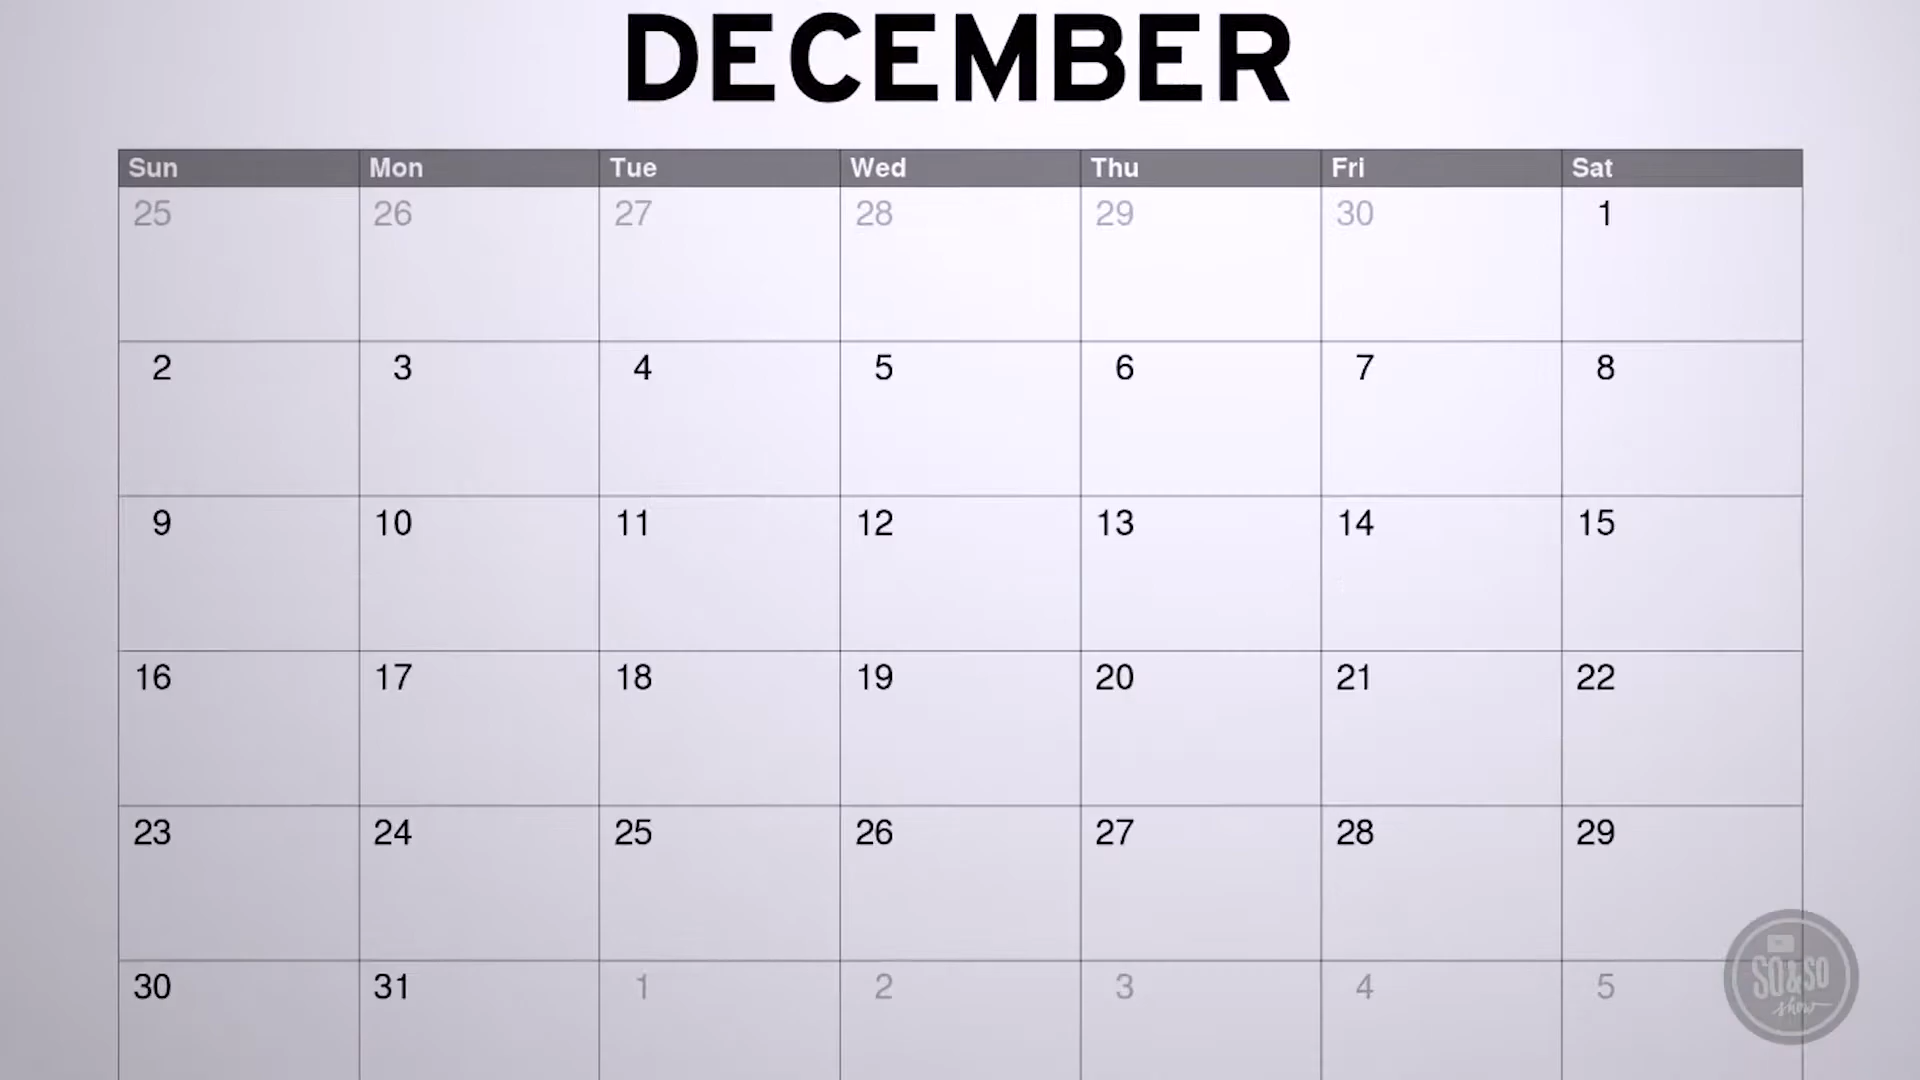 DECEMBER
Sun Mon Tue Wed Thu Fri Sat
25 26 27 28 29 30 1
2 3 4 5 6 7 8
9 10 11 12 13 14 15
16 17 18 19 20 21 22
23 24 25 26 27 28 29
30 31 1 2 3 4 5
SO&SO
show